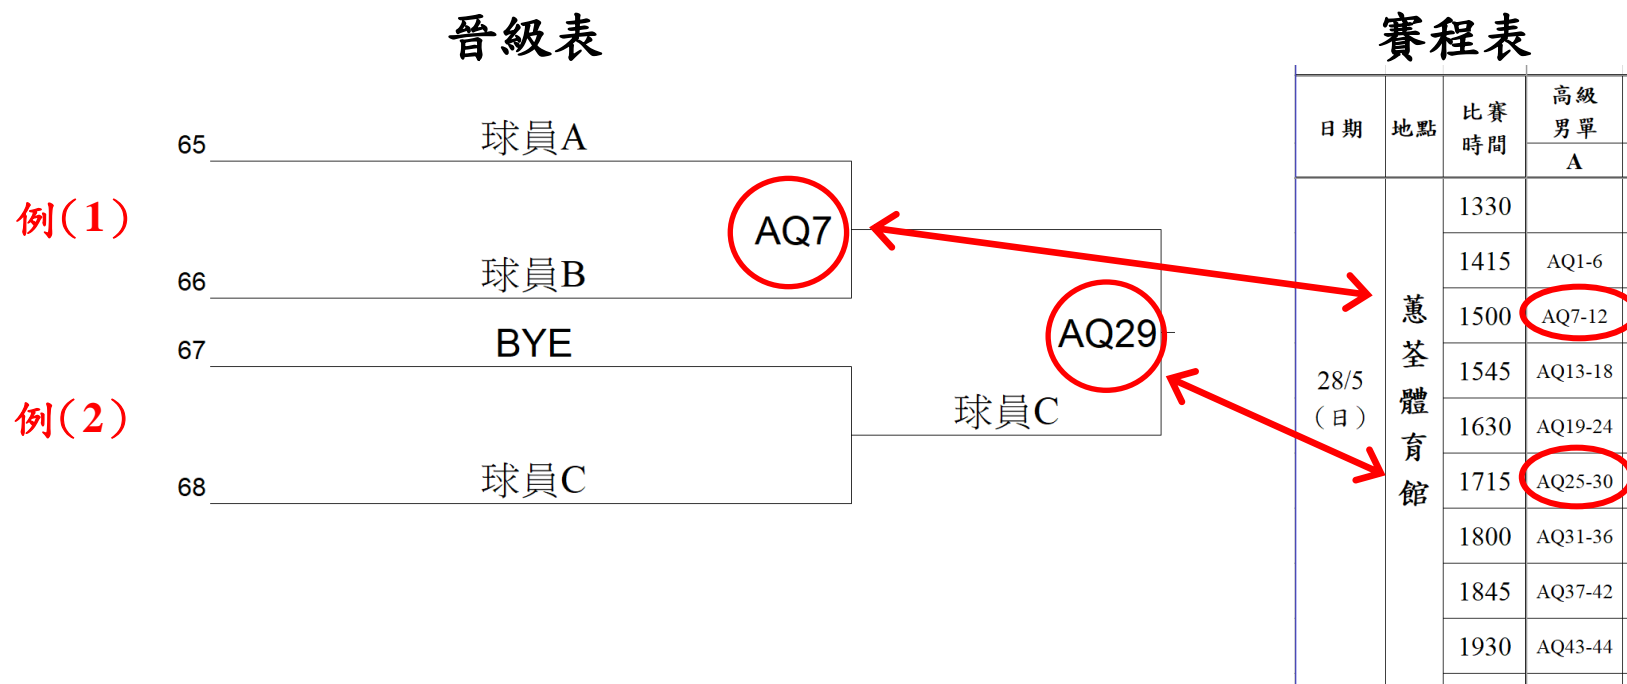 晉級表
65
球員A
例(1)
AQ7
66
球員B
67
BYE
AQ29
例(2)
球員C
68
球員C
賽程表
日期 地點 比賽時間 高級男單
A
28/5
(日)
蕙荃體育館
1330
1415 AQ1-6
1500 AQ7-12
1545 AQ13-18
1630 AQ19-24
1715 AQ25-30
1800 AQ31-36
1845 AQ37-42
1930 AQ43-44